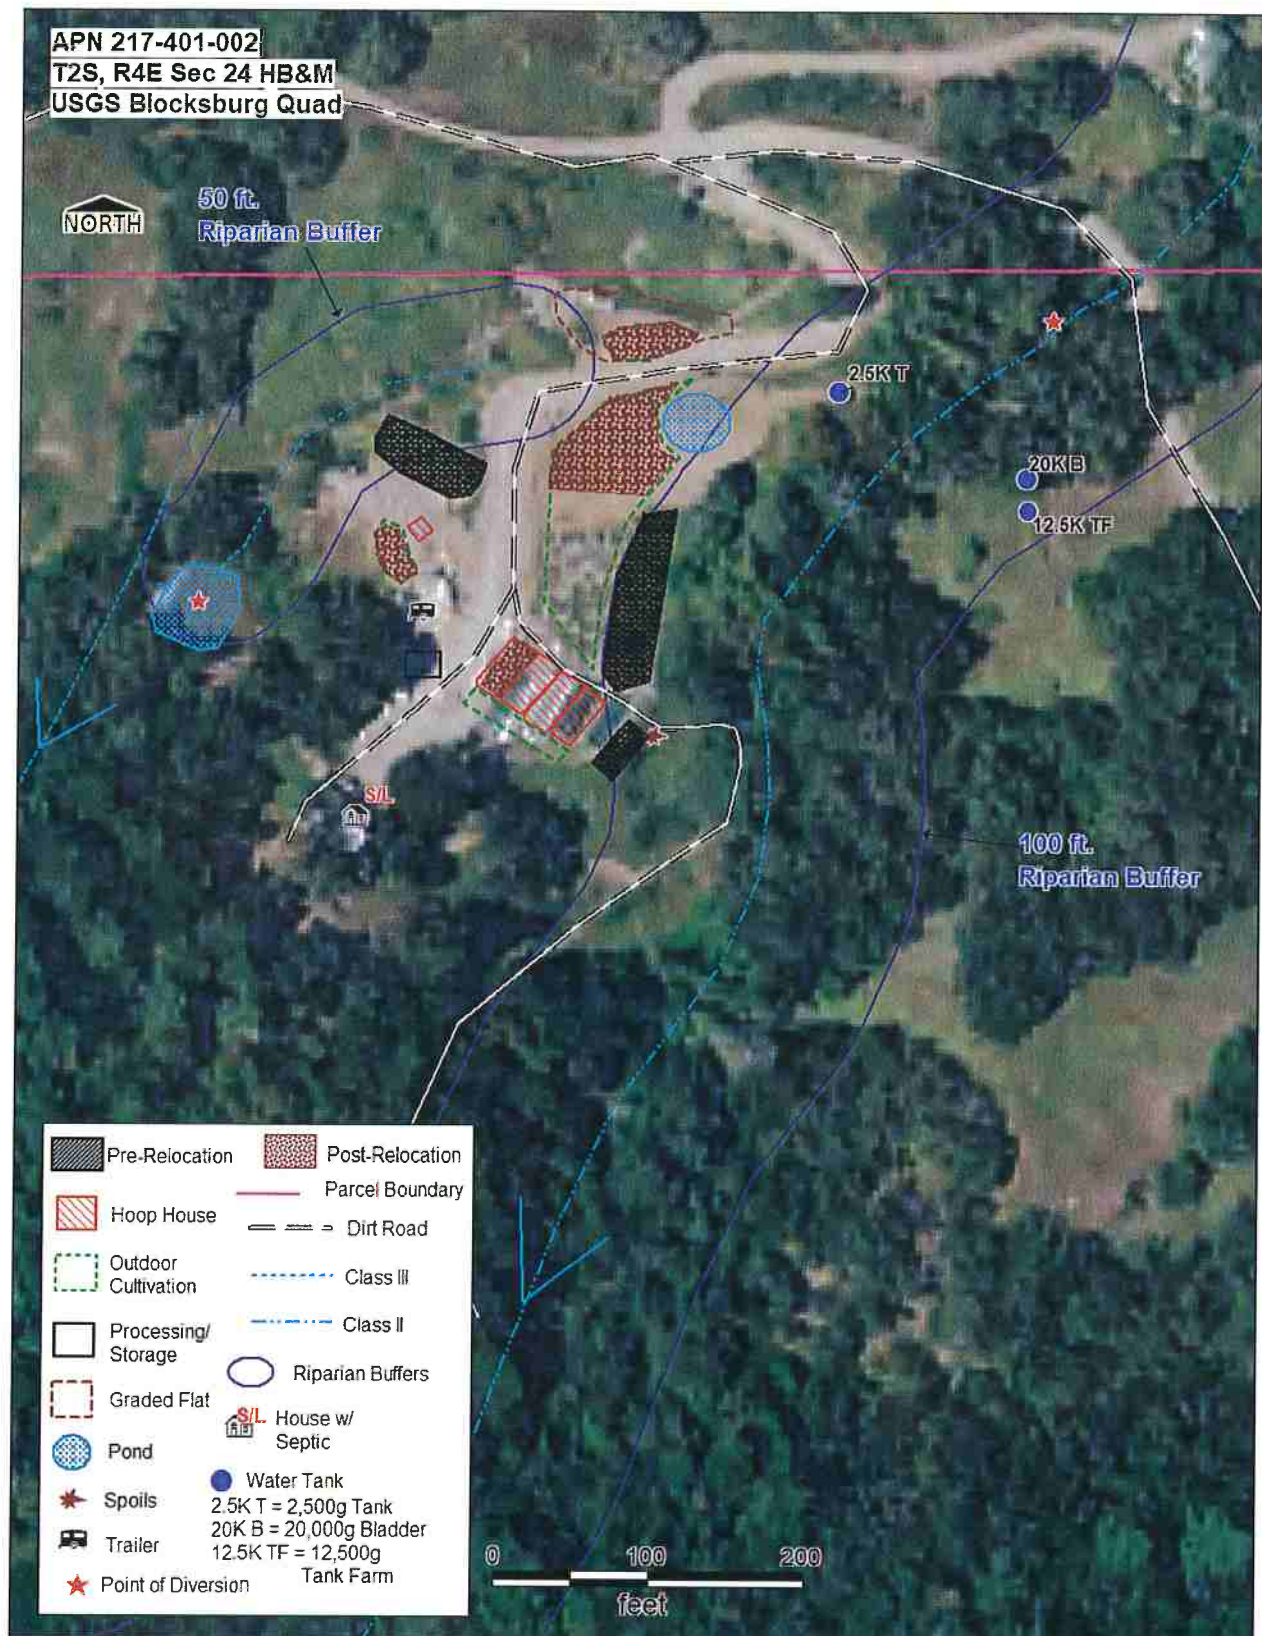 APN 217-401-002
T2S, R4E Sec 24 HB&M
USGS Blocksburg Quad
NORTH
50 ft.
Riparian Buffer
2.5K T
20K B
12.5K TF
S/L
100 ft.
Riparian Buffer
Pre-Relocation
Post-Relocation
Parcel Boundary
Hoop House
Dirt Road
Outdoor
Cultivation
Class III
Class II
Processing/
Storage
Riparian Buffers
Graded Flat
S/L
House w/
Septic
Pond
Water Tank
Spoils
2.5K T = 2,500g Tank
20K B = 20,000g Bladder
Trailer
12.5K TF = 12,500g
Tank Farm
Point of Diversion
0 100 200
feet